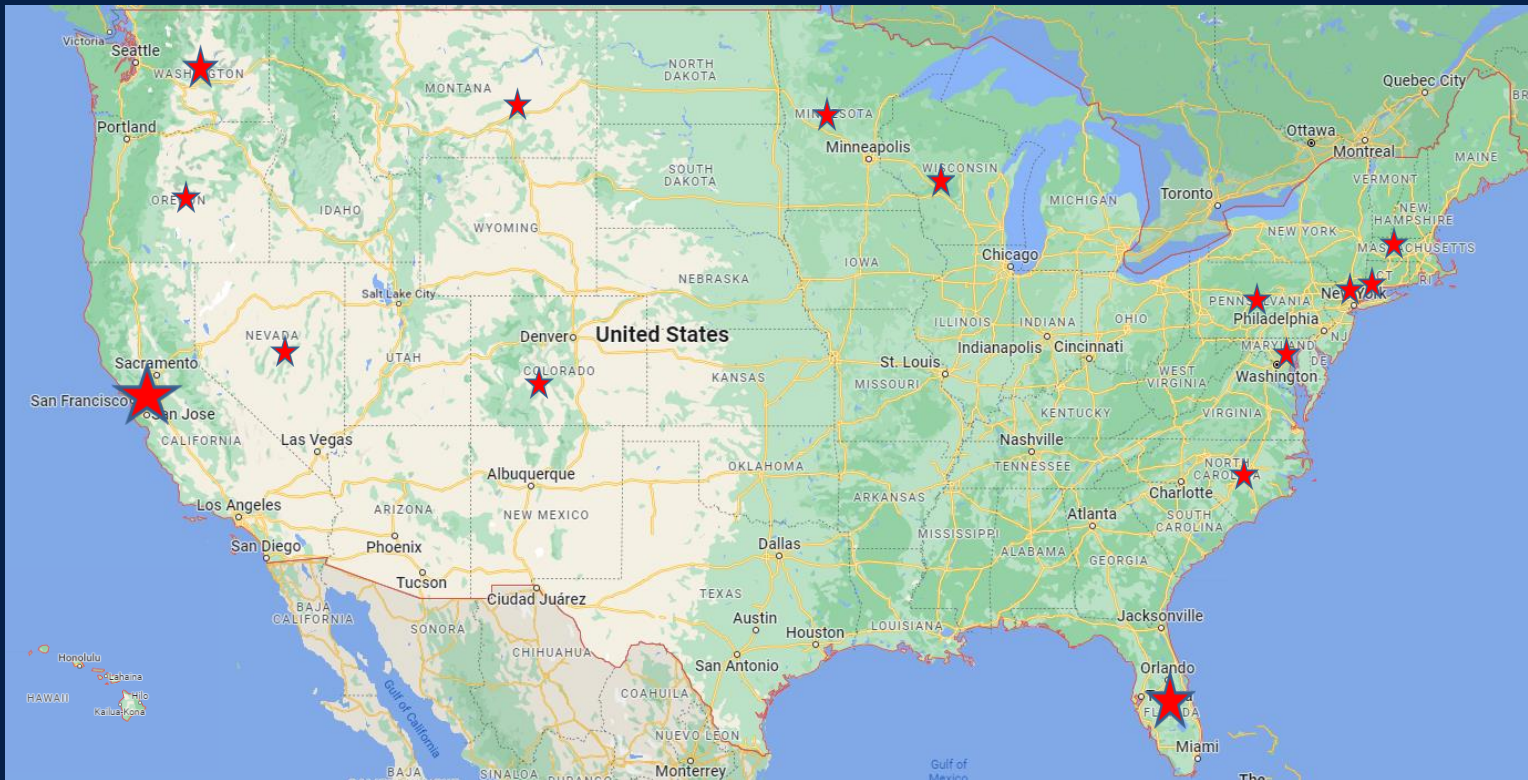 Victoria
Seattle
WASHINGTON
MONTANA
NORTH
DAKOTA
MINNESOTA
Quebec City
Portland
Minneapolis
Ottawa
Montreal
MAINE
SOUTH
DAKOTA
WISCONSIN
VERMONT
OREGON
IDAHO
MICHIGAN
Toronto
NEW
HAMPSHIRE
WYOMING
NEW YORK
MASSACHUSETTS
IOWA
Chicago
NEBRASKA
CT
RI
Salt Lake City
PENNSYLVANIA
New York
NEVADA
Denver
United States
ILLINOIS
INDIANA
OHIO
Philadelphia
NJ
Sacramento
UTAH
COLORADO
KANSAS
St. Louis
Indianapolis
Cincinnati
MARYLAND
DE
MISSOURI
WEST
VIRGINIA
Washington
San Francisco
San Jose
KENTUCKY
VIRGINIA
CALIFORNIA
Las Vegas
Nashville
TENNESSEE
Albuquerque
OKLAHOMA
NORTH
CAROLINA
Charlotte
Los Angeles
ARIZONA
NEW MEXICO
ARKANSAS
Atlanta
SOUTH
CAROLINA
San Diego
Phoenix
Dallas
MISSISSIPPI
ALABAMA
GEORGIA
Tucson
Ciudad Juárez
TEXAS
BAJA
CALIFORNIA
SONORA
Austin
Houston
LOUISIANA
Jacksonville
CHIHUAHUA
San Antonio
Honolulu
Lahaina
HAWAII
Hilo
Kailua-Kona
Gulf of California
COAHUILA
Orlando
Tampa
FLORIDA
NUEVO LEON
Miami
BAJA
SINALOA
DURANGO
Monterrey
Gulf of
Mexico
The